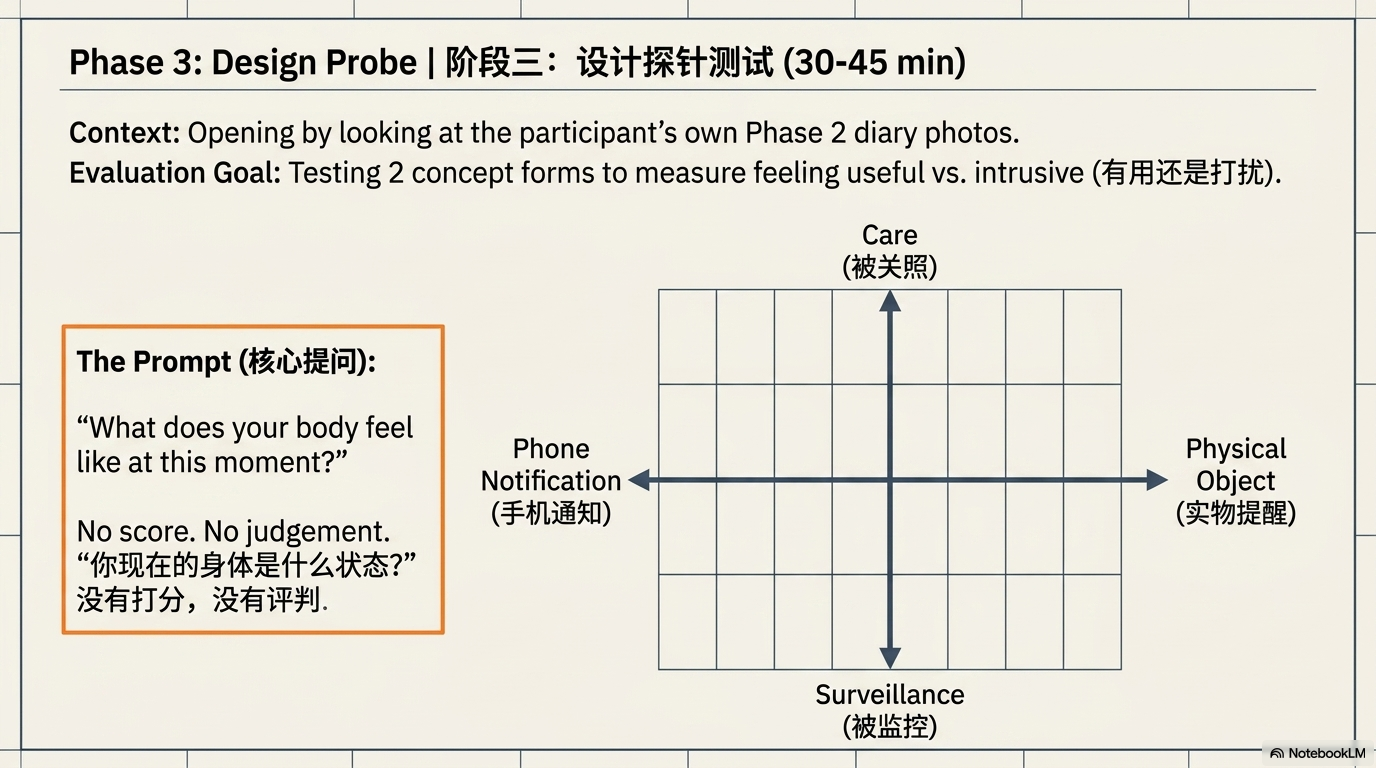 Phase 3: Design Probe | 阶段三：设计探针测试 (30-45 min)
Context: Opening by looking at the participant’s own Phase 2 diary photos.
Evaluation Goal: Testing 2 concept forms to measure feeling useful vs. intrusive (有用还是打扰).
The Prompt (核心提问):
“What does your body feel
like at this moment?”
No score. No judgement.
“你现在的身体是什么状态？”
没有打分，没有评判.
Care
(被关照)
Phone
Notification
(手机通知)
Physical
Object
(实物提醒)
Surveillance
(被监控)
NotebookLM